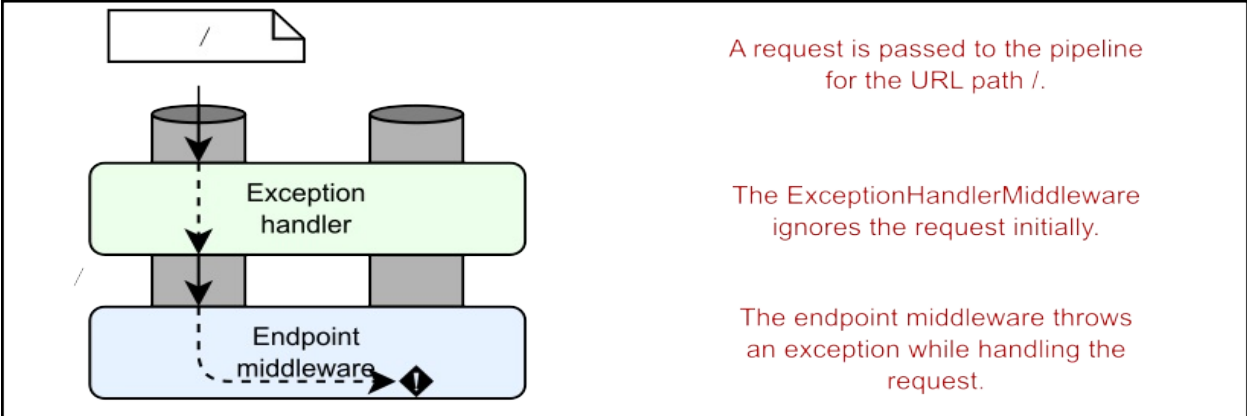 /
A request is passed to the pipeline
for the URL path /.
Exception
handler
The ExceptionHandlerMiddleware
ignores the request initially.
/
Endpoint
middleware
!
The endpoint middleware throws
an exception while handling the
request.